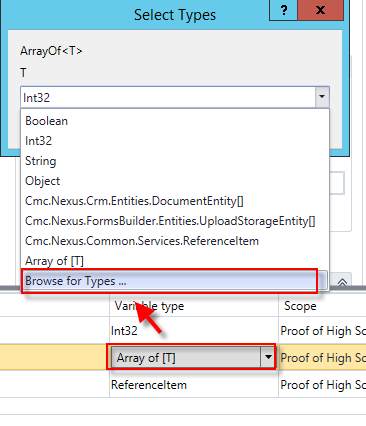 Select Types
?
x
ArrayOf<T>
T
Int32
Boolean
Int32
String
Object
Cmc.Nexus.Crm.Entities.DocumentEntity[]
Cmc.Nexus.FormsBuilder.Entities.UploadStorageEntity[]
Cmc.Nexus.Common.Services.ReferenceItem
Array of [T]
Browse for Types ...
Variable type Scope
Int32 Proof of High Sc
Array of [T] Proof of High Sc
ReferenceItem Proof of High Sc